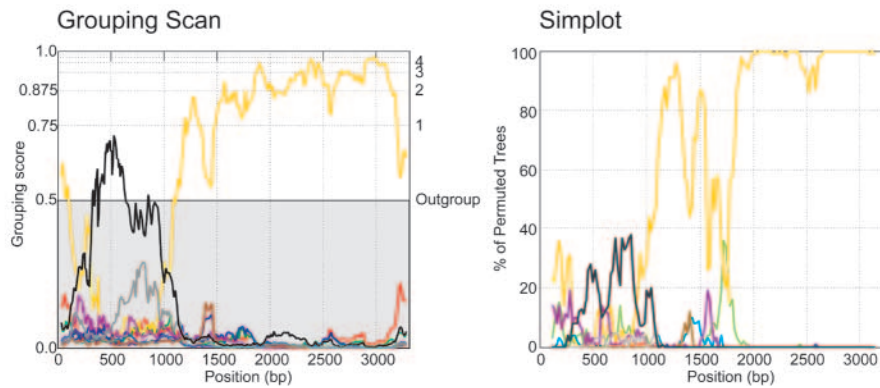 Grouping Scan
Simplot
Grouping score
1.0
0.875
0.75
0.5
0.0
4
3
2
1
Outgroup
0 500 1000 1500 2000 2500 3000
Position (bp)
% of Permuted Trees
100
80
60
40
20
0
0 500 1000 1500 2000 2500 3000
Position (bp)